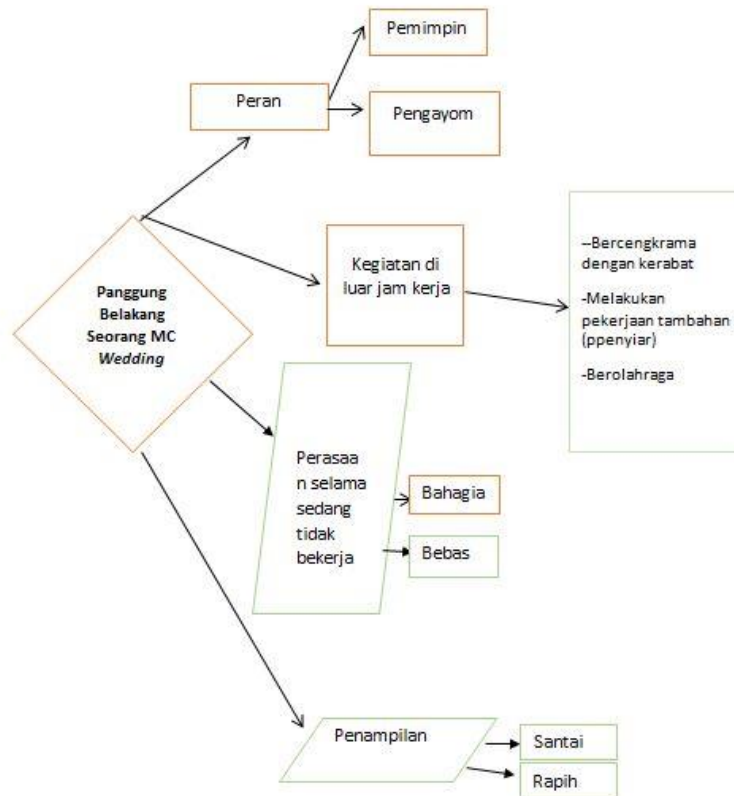 Pemimpin
Peran
Pengayom
Panggung
Belakang
Seorang MC
Wedding
Kegiatan di
luar jam kerja
--Bercengkrama
dengan kerabat
-Melakukan
pekerjaan tambahan
(ppenyiar)
-Berolahraga
Perasaa
n selama
sedang
tidak
bekerja
Bahagia
Bebas
Penampilan
Santai
Rapih